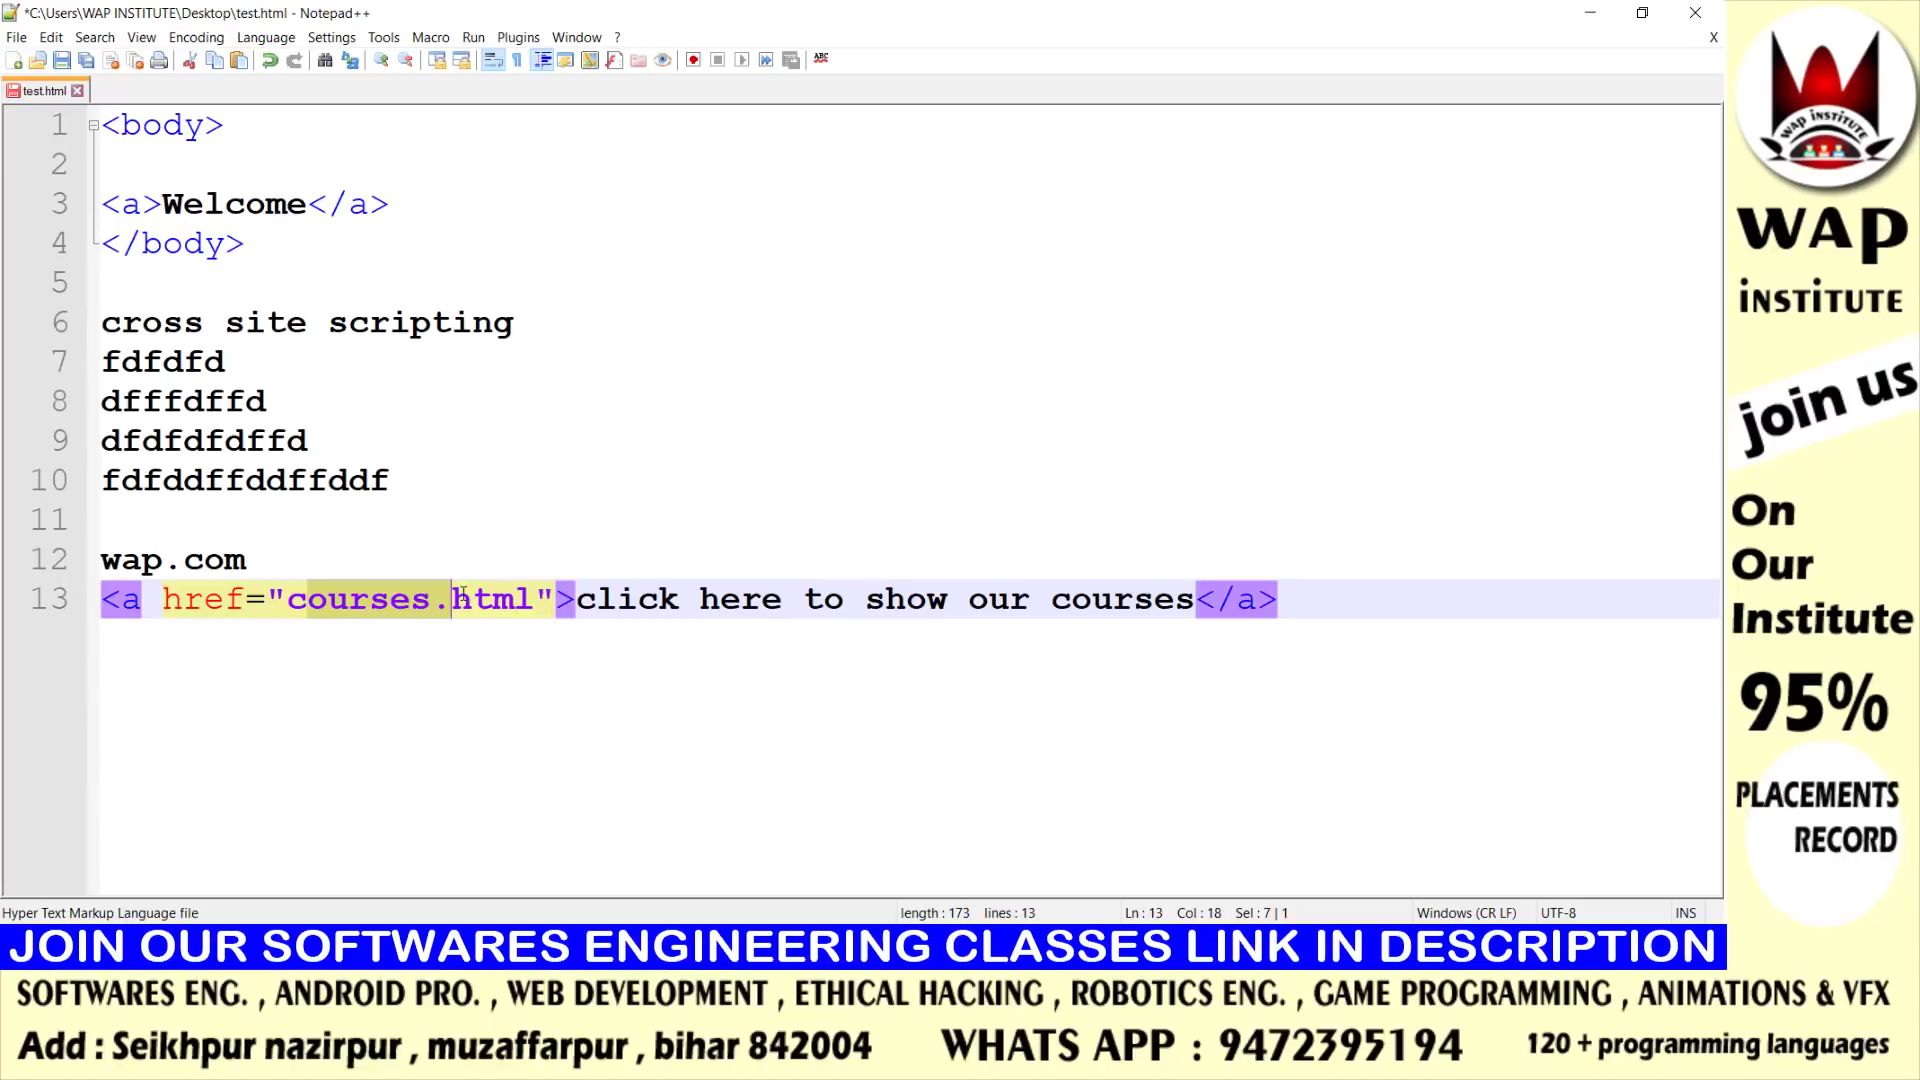 *C:\Users\WAP INSTITUTE\Desktop\test.html - Notepad++
File Edit Search View Encoding Language Settings Tools Macro Run Plugins Window ? X
ABC
test.html
1 <body>
2
3 <a>Welcome</a>
4 </body>
5
6 cross site scripting
7 fdfdfd
8 dfffdffd
9 dfdfdfdffd
10 fdfddffddffddf
11
12 wap.com
13 <a href="courses.html">click here to show our courses</a>
Hyper Text Markup Language file length : 173 lines : 13 Ln : 13 Col : 18 Sel : 7 | 1 Windows (CR LF) UTF-8 INS
WAP INSTITUTE
WAP
INSTITUTE
join us
On
Our
Institute
95%
PLACEMENTS
RECORD
JOIN OUR SOFTWARES ENGINEERING CLASSES LINK IN DESCRIPTION
SOFTWARES ENG. , ANDROID PRO. , WEB DEVELOPMENT , ETHICAL HACKING , ROBOTICS ENG. , GAME PROGRAMMING , ANIMATIONS & VFX
Add : Seikhpur nazirpur , muzaffarpur , bihar 842004 WHATS APP : 9472395194 120 + programming languages